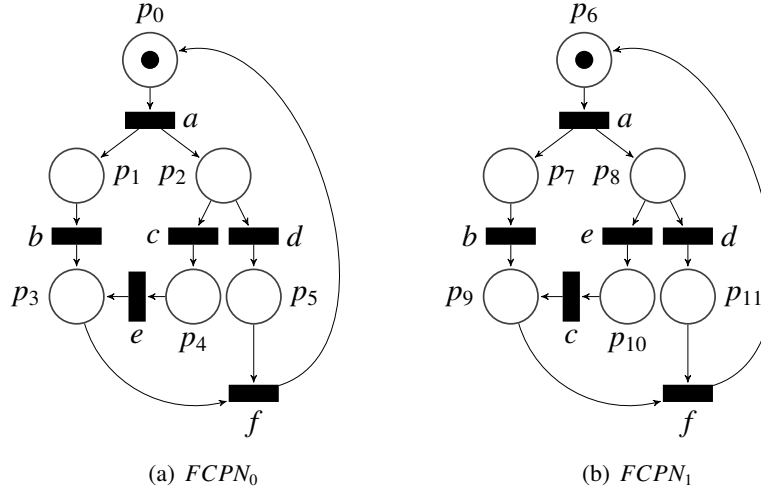 p0 p6
a a
p1 p2 p7 p8
b c d b e d
p3 p5 p9 p11
e p4 c p10
f f
(a) FCPN0 (b) FCPN1